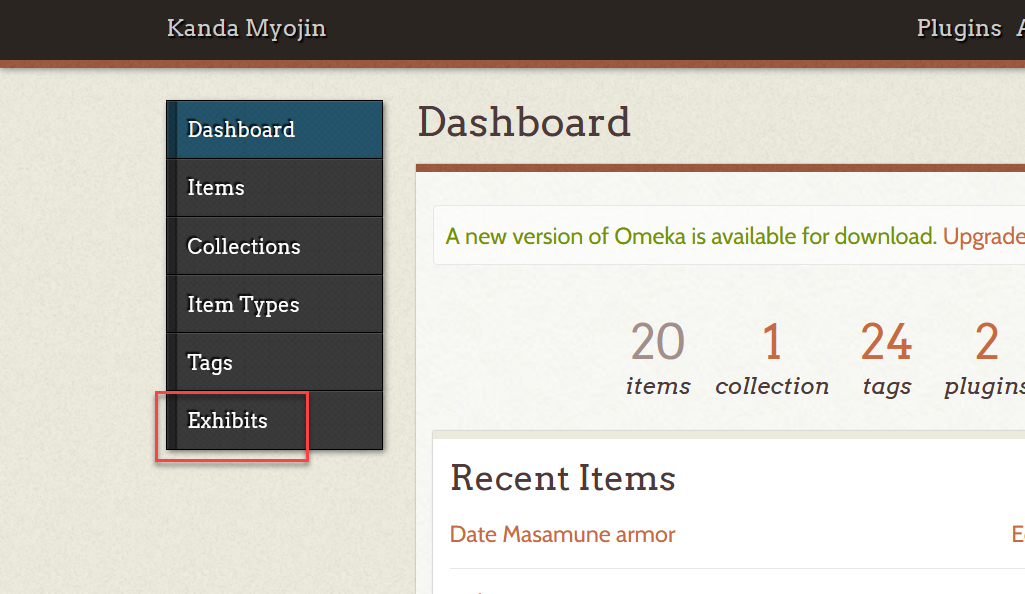 Kanda Myojin
Plugins
Dashboard
Items
Collections
Item Types
Tags
Exhibits
Dashboard
A new version of Omeka is available for download. Upgrade
20 1 24 2
items collection tags plugins
Recent Items
Date Masamune armor